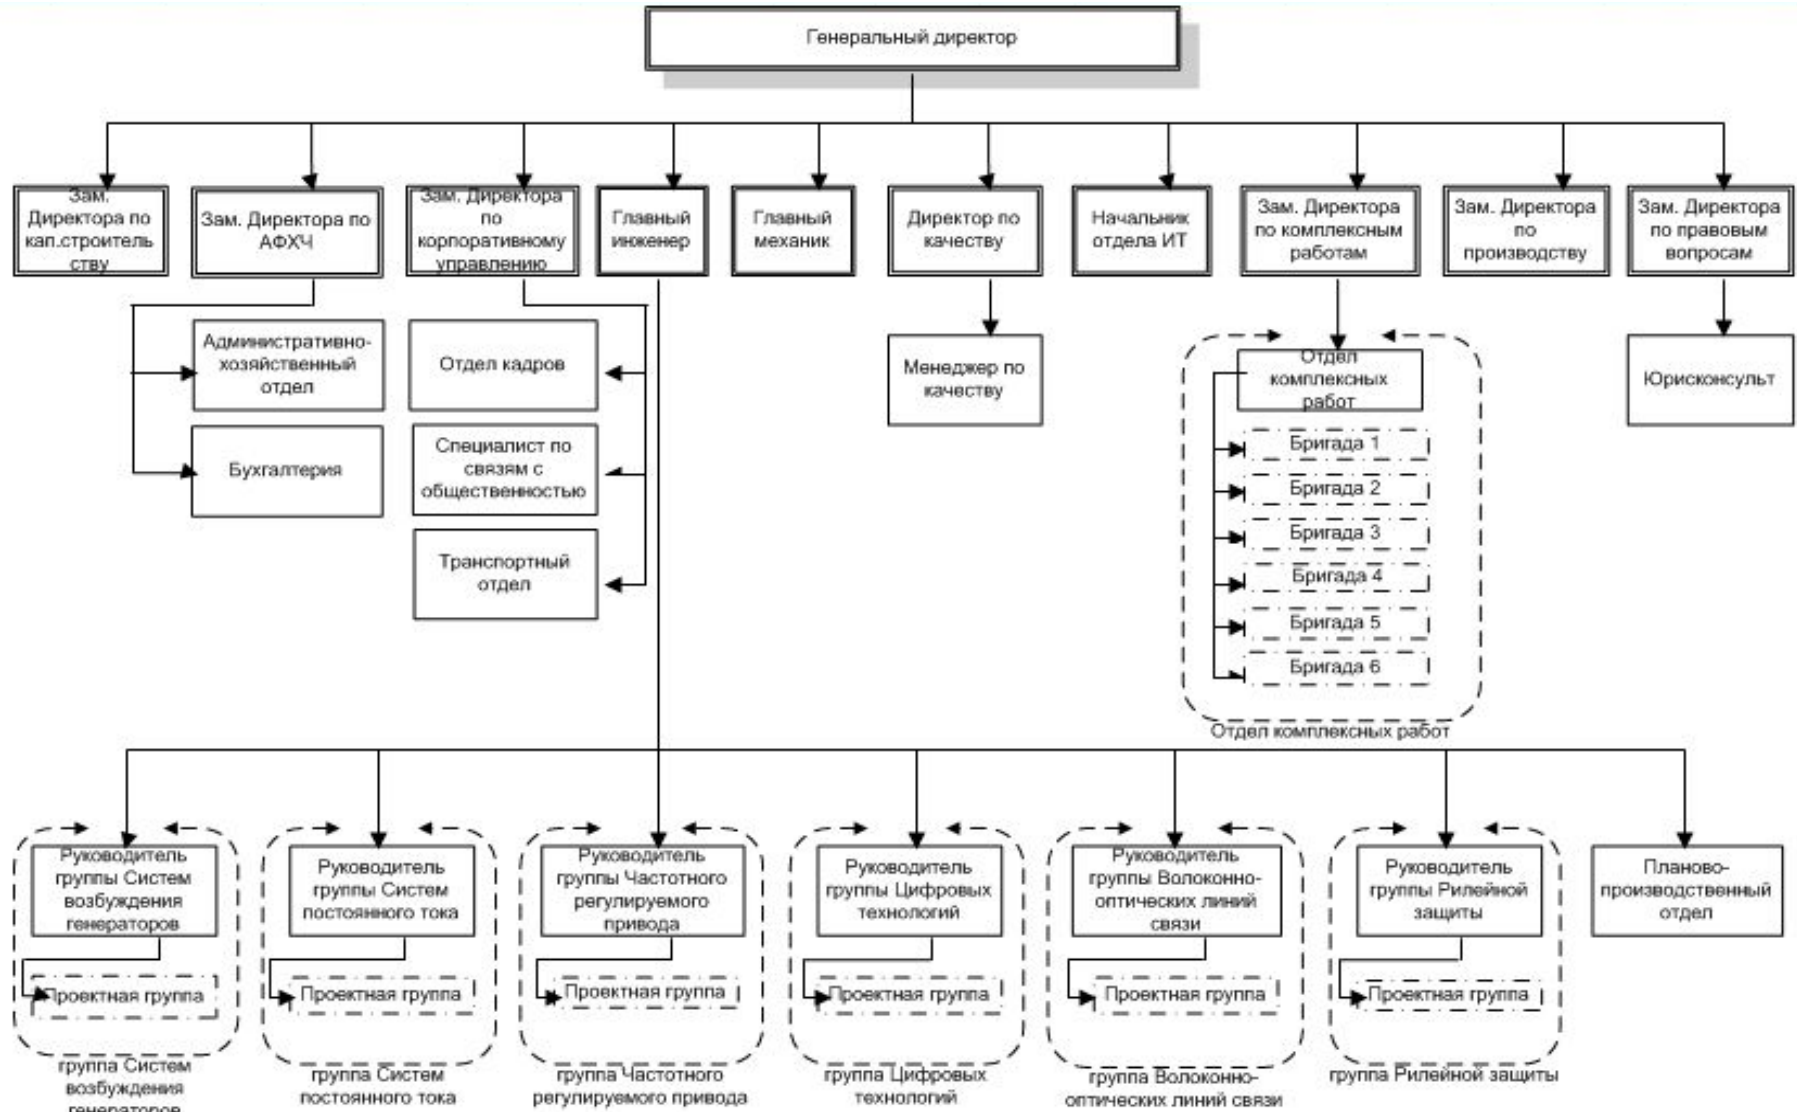 Генеральный директор
Зам.
Директора по
кап.строитель
ству
Зам. Директора по
АФХЧ
Зам. Директора
по
корпоративному
управлению
Главный
инженер
Главный
механик
Директор по
качеству
Начальник
отдела ИТ
Зам. Директора
по комплексным
работам
Зам. Директора
по
производству
Зам. Директора
по правовым
вопросам
Административно-
хозяйственный
отдел
Бухгалтерия
Отдел кадров
Специалист по
связям с
общественностью
Транспортный
отдел
Менеджер по
качеству
Отдел
комплексных
работ
Бригада 1
Бригада 2
Бригада 3
Бригада 4
Бригада 5
Бригада 6
Отдел комплексных работ
Юрисконсульт
Руководитель
группы Систем
возбуждения
генераторов
Руководитель
группы Систем
постоянного тока
Руководитель
группы Частотного
регулируемого
привода
Руководитель
группы Цифровых
технологий
Руководитель
группы Волоконно-
оптических линий
связи
Руководитель
группы Рилейной
защиты
Планово-
производственный
отдел
Проектная группа
Проектная группа
Проектная группа
Проектная группа
Проектная группа
Проектная группа
группа Систем
возбуждения
генераторов
группа Систем
постоянного тока
группа Частотного
регулируемого привода
группа Цифровых
технологий
группа Волоконно-
оптических линий связи
группа Рилейной защиты